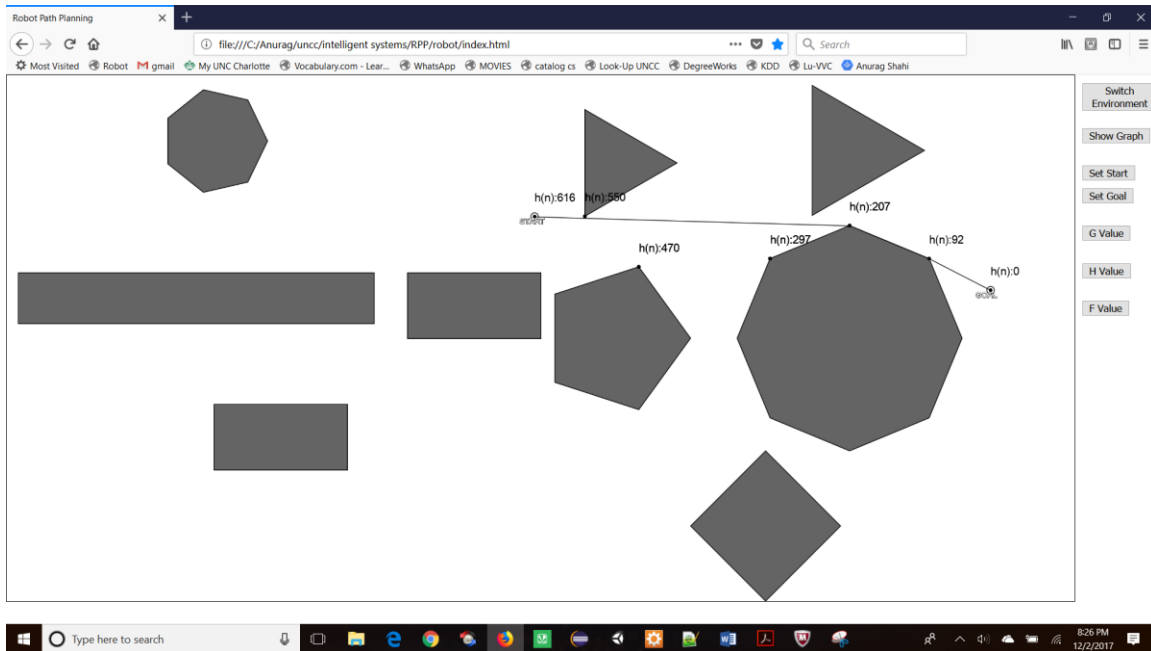 Robot Path Planning
file:///C:/Anurag/uncc/intelligent systems/RPP/robot/index.html
Search
Most Visited Robot gmail My UNC Charlotte Vocabulary.com - Lear... WhatsApp MOVIES catalog cs Look-Up UNCC DegreeWorks KDD Lu-VVC Anurag Shahi
Switch
Environment
Show Graph
Set Start
Set Goal
G Value
H Value
F Value
h(n):616 h(n):550
h(n):207
START
h(n):297
h(n):92
h(n):470
h(n):0
GOAL
Type here to search
8:26 PM
12/2/2017